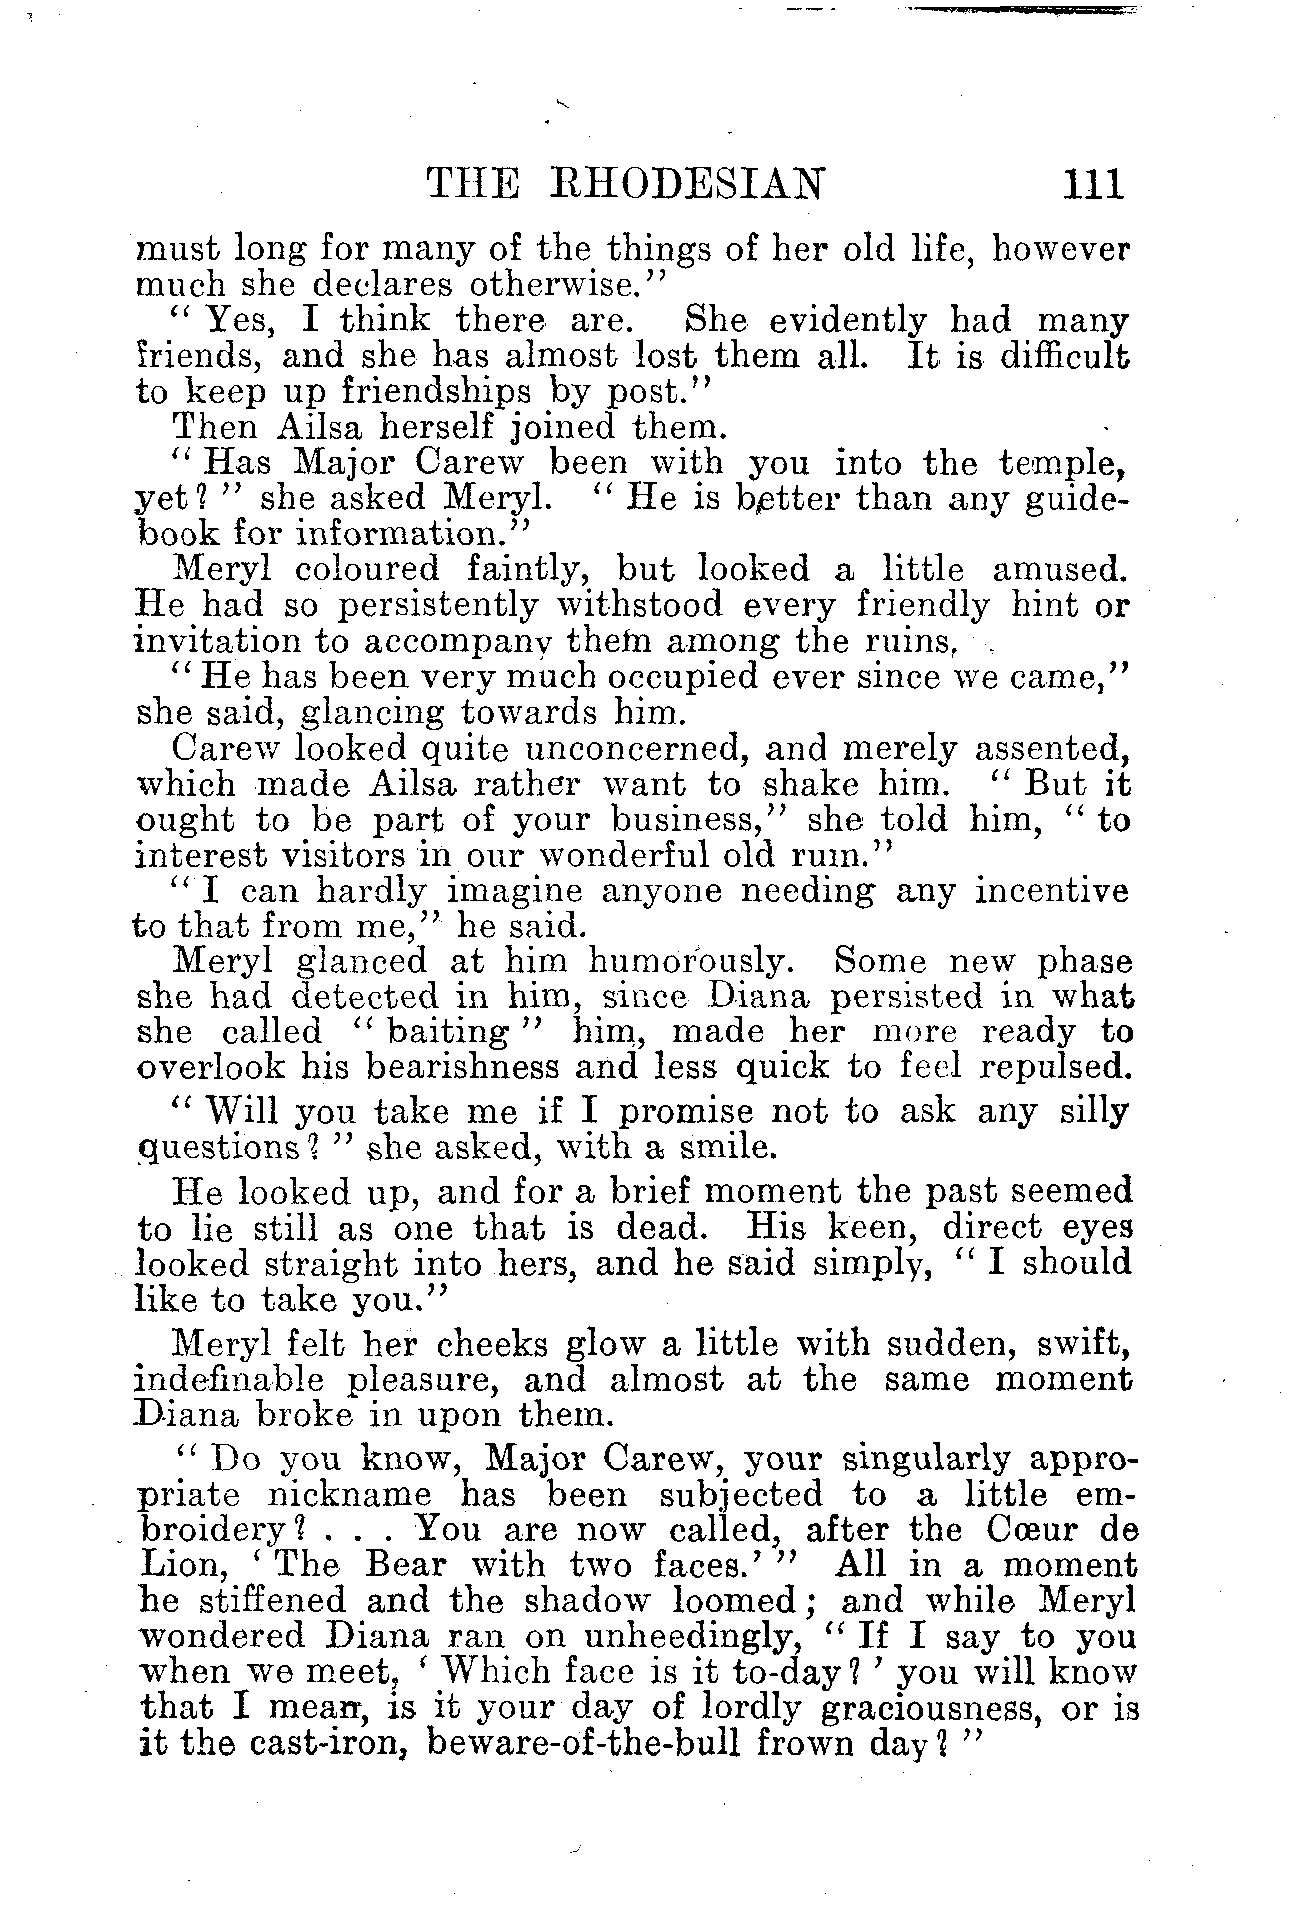 THE RHODESIAN 111
must long for many of the things of her old life, however
much she declares otherwise."
" Yes, I think there are. She evidently had many
friends, and she has almost lost them all. It is difficult
to keep up friendships by post."
Then Ailsa herself joined them.
" Has Major Carew been with you into the temple,
yet? " she asked Meryl. " He is better than any guide-
book for information."
Meryl coloured faintly, but looked a little amused.
He had so persistently withstood every friendly hint or
invitation to accompany them among the ruins.
" He has been very much occupied ever since we came,"
she said, glancing towards him.
Carew looked quite unconcerned, and merely assented,
which made Ailsa rather want to shake him. " But it
ought to be part of your business," she told him, " to
interest visitors in our wonderful old ruin."
" I can hardly imagine anyone needing any incentive
to that from me," he said.
Meryl glanced at him humorously. Some new phase
she had detected in him, since Diana persisted in what
she called " baiting " him, made her more ready to
overlook his bearishness and less quick to feel repulsed.
" Will you take me if I promise not to ask any silly
questions? " she asked, with a smile.
He looked up, and for a brief moment the past seemed
to lie still as one that is dead. His keen, direct eyes
looked straight into hers, and he said simply, " I should
like to take you."
Meryl felt her cheeks glow a little with sudden, swift,
indefinable pleasure, and almost at the same moment
Diana broke in upon them.
" Do you know, Major Carew, your singularly appro-
priate nickname has been subjected to a little em-
broidery? . . . You are now called, after the Cœur de
Lion, ' The Bear with two faces.' " All in a moment
he stiffened and the shadow loomed; and while Meryl
wondered Diana ran on unheedingly, " If I say to you
when we meet, ' Which face is it to-day? ' you will know
that I mean, is it your day of lordly graciousness, or is
it the cast-iron, beware-of-the-bull frown day? "